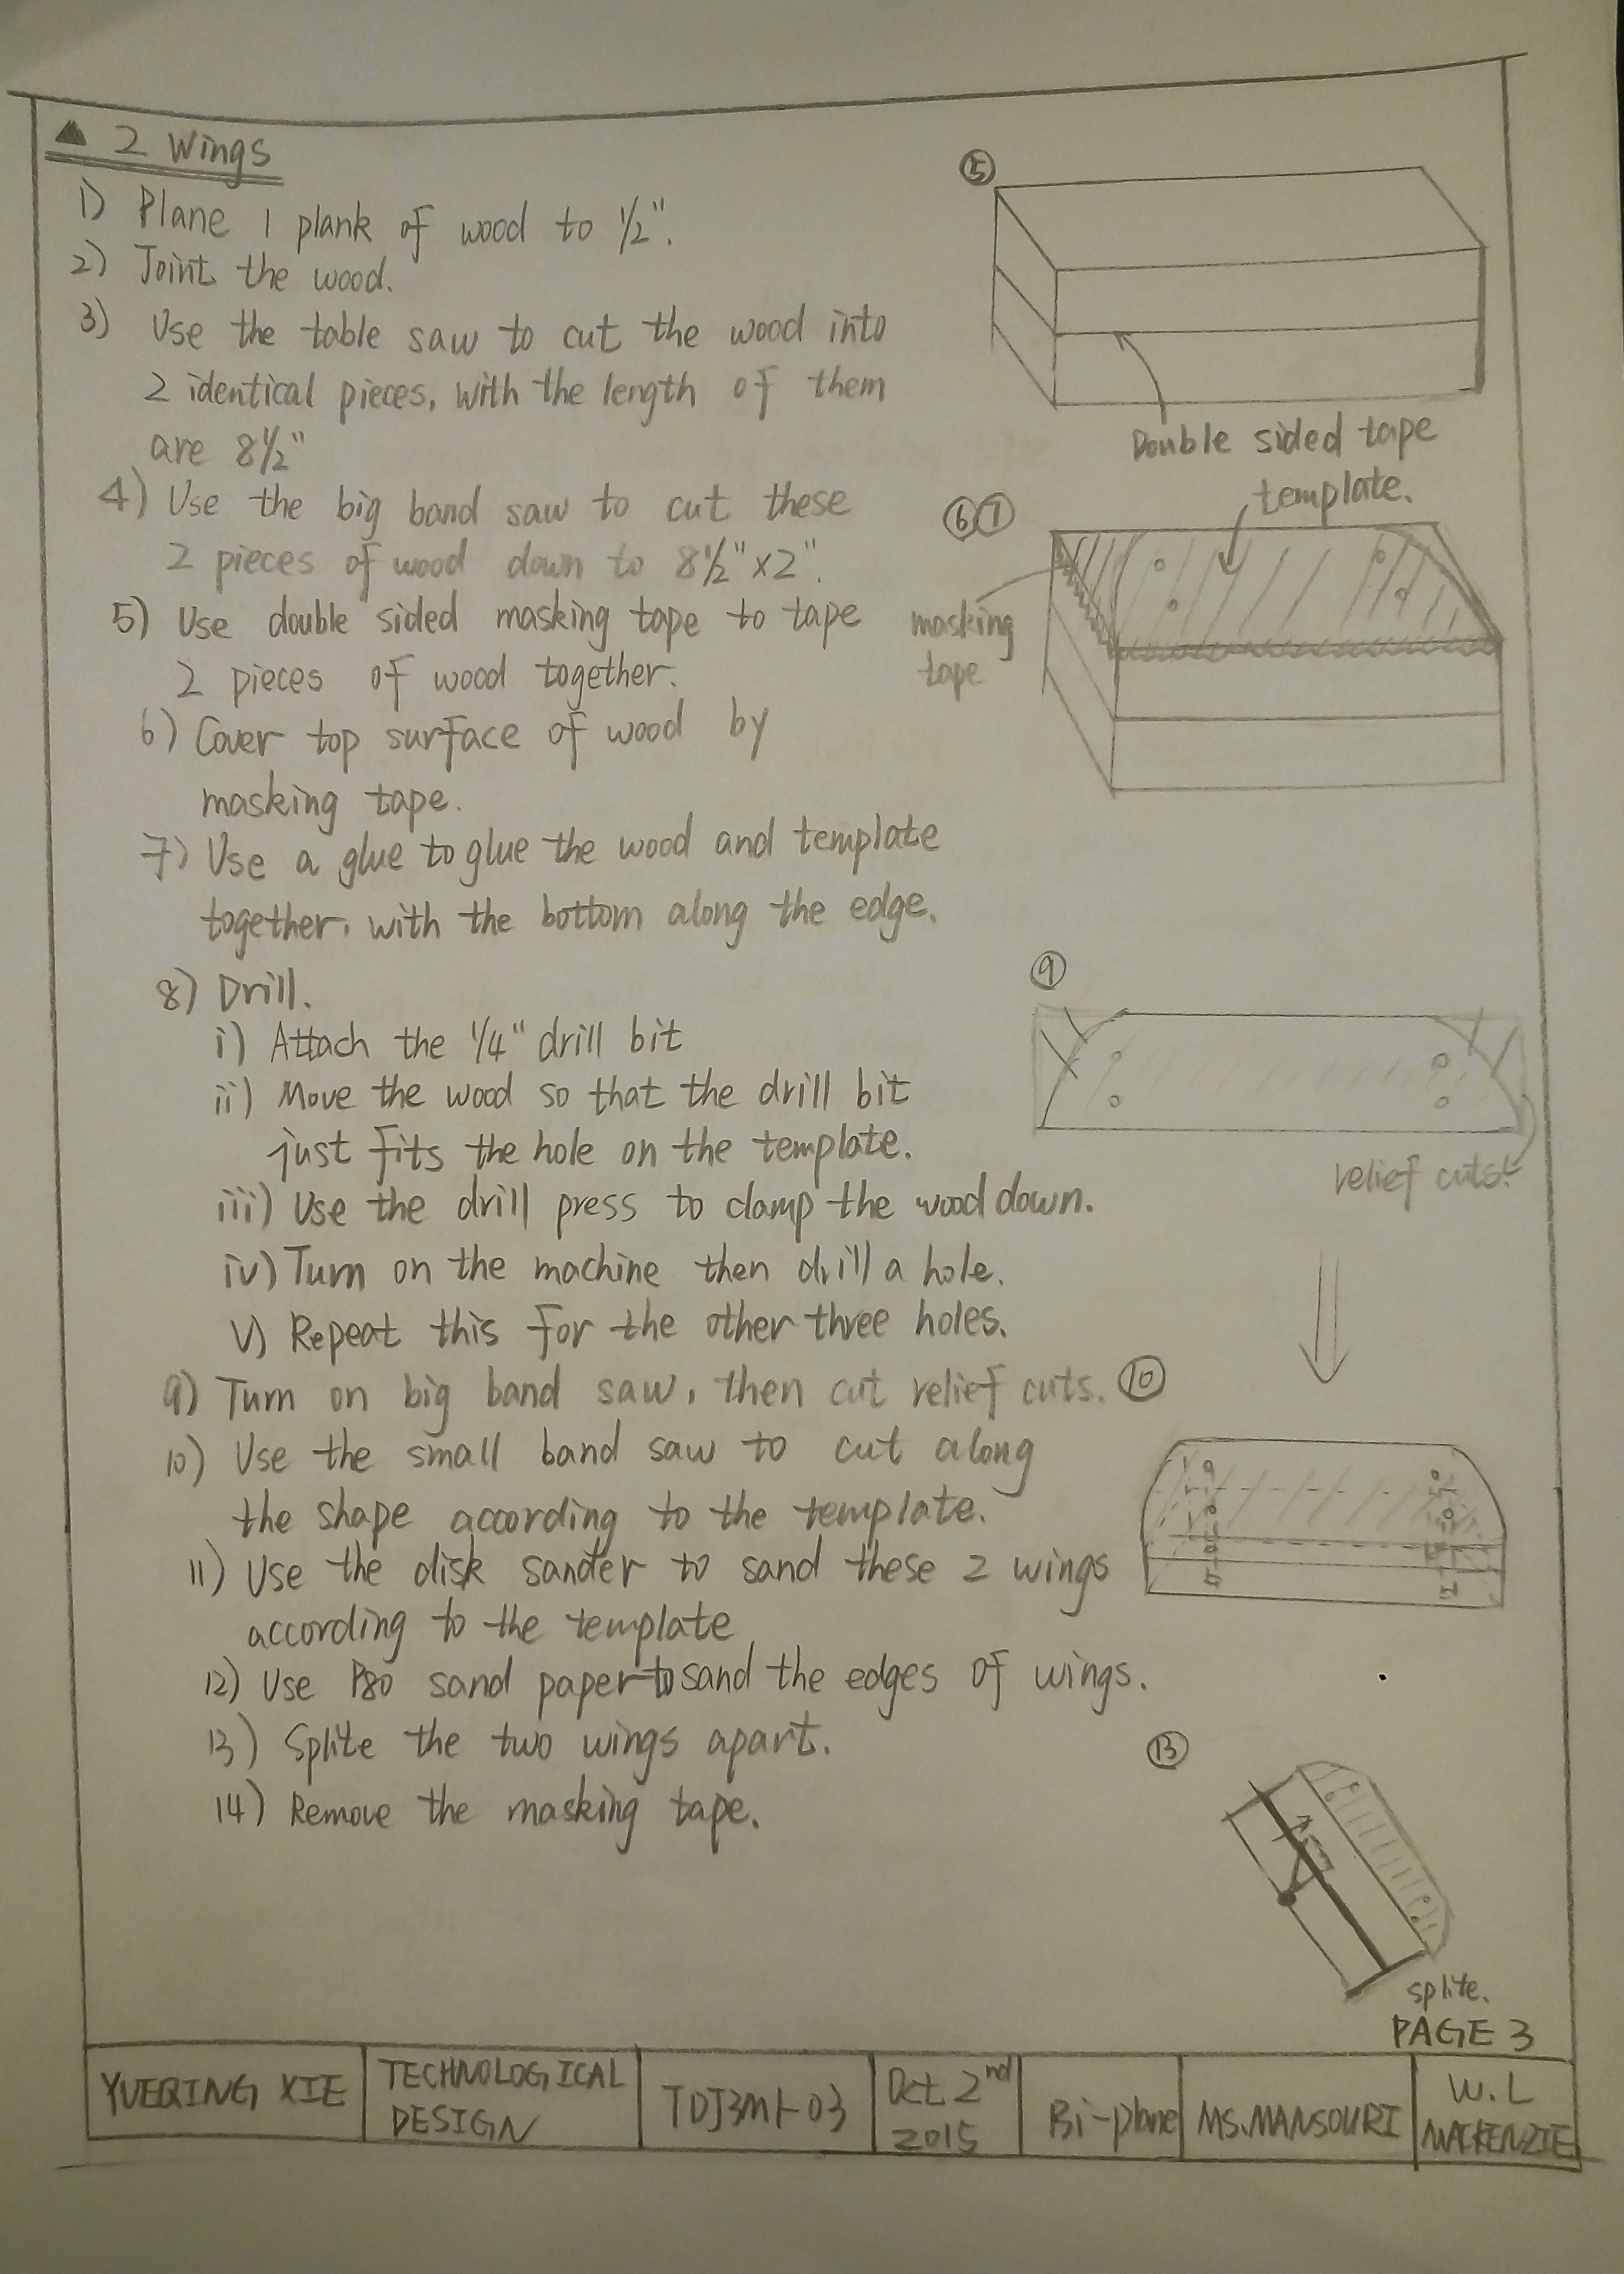 ▲ 2 Wings
1) Plane 1 plank of wood to 1/2".
2) Joint the wood.
3) Use the table saw to cut the wood into
2 identical pieces, with the length of them
are 8 1/2"
4) Use the big band saw to cut these
2 pieces of wood down to 8 1/2" x 2".
5) Use double sided masking tape to tape
2 pieces of wood together.
6) Cover top surface of wood by
masking tape.
7) Use a glue to glue the wood and template
together, with the bottom along the edge.
8) Drill.
i) Attach the 1/4" drill bit
ii) Move the wood so that the drill bit
just fits the hole on the template.
iii) Use the drill press to clamp the wood down.
iv) Turn on the machine then drill a hole.
v) Repeat this for the other three holes.
9) Turn on big band saw, then cut relief cuts.
10) Use the small band saw to cut along
the shape according to the template.
11) Use the disk sander to sand these 2 wings
according to the template
12) Use P80 sand paper to sand the edges of wings.
13) Splite the two wings apart.
14) Remove the masking tape.
⑤
Double sided tape
⑥⑦
template.
masking
tape
⑨
relief cuts.
⑩
⑬
splite.
PAGE 3
YUEQING XIE
TECHNOLOGICAL
DESIGN
TDJ3M1-03
Oct. 2nd
2015
Bi-plane
MS.MANSOURI
W.L
MACKENZIE